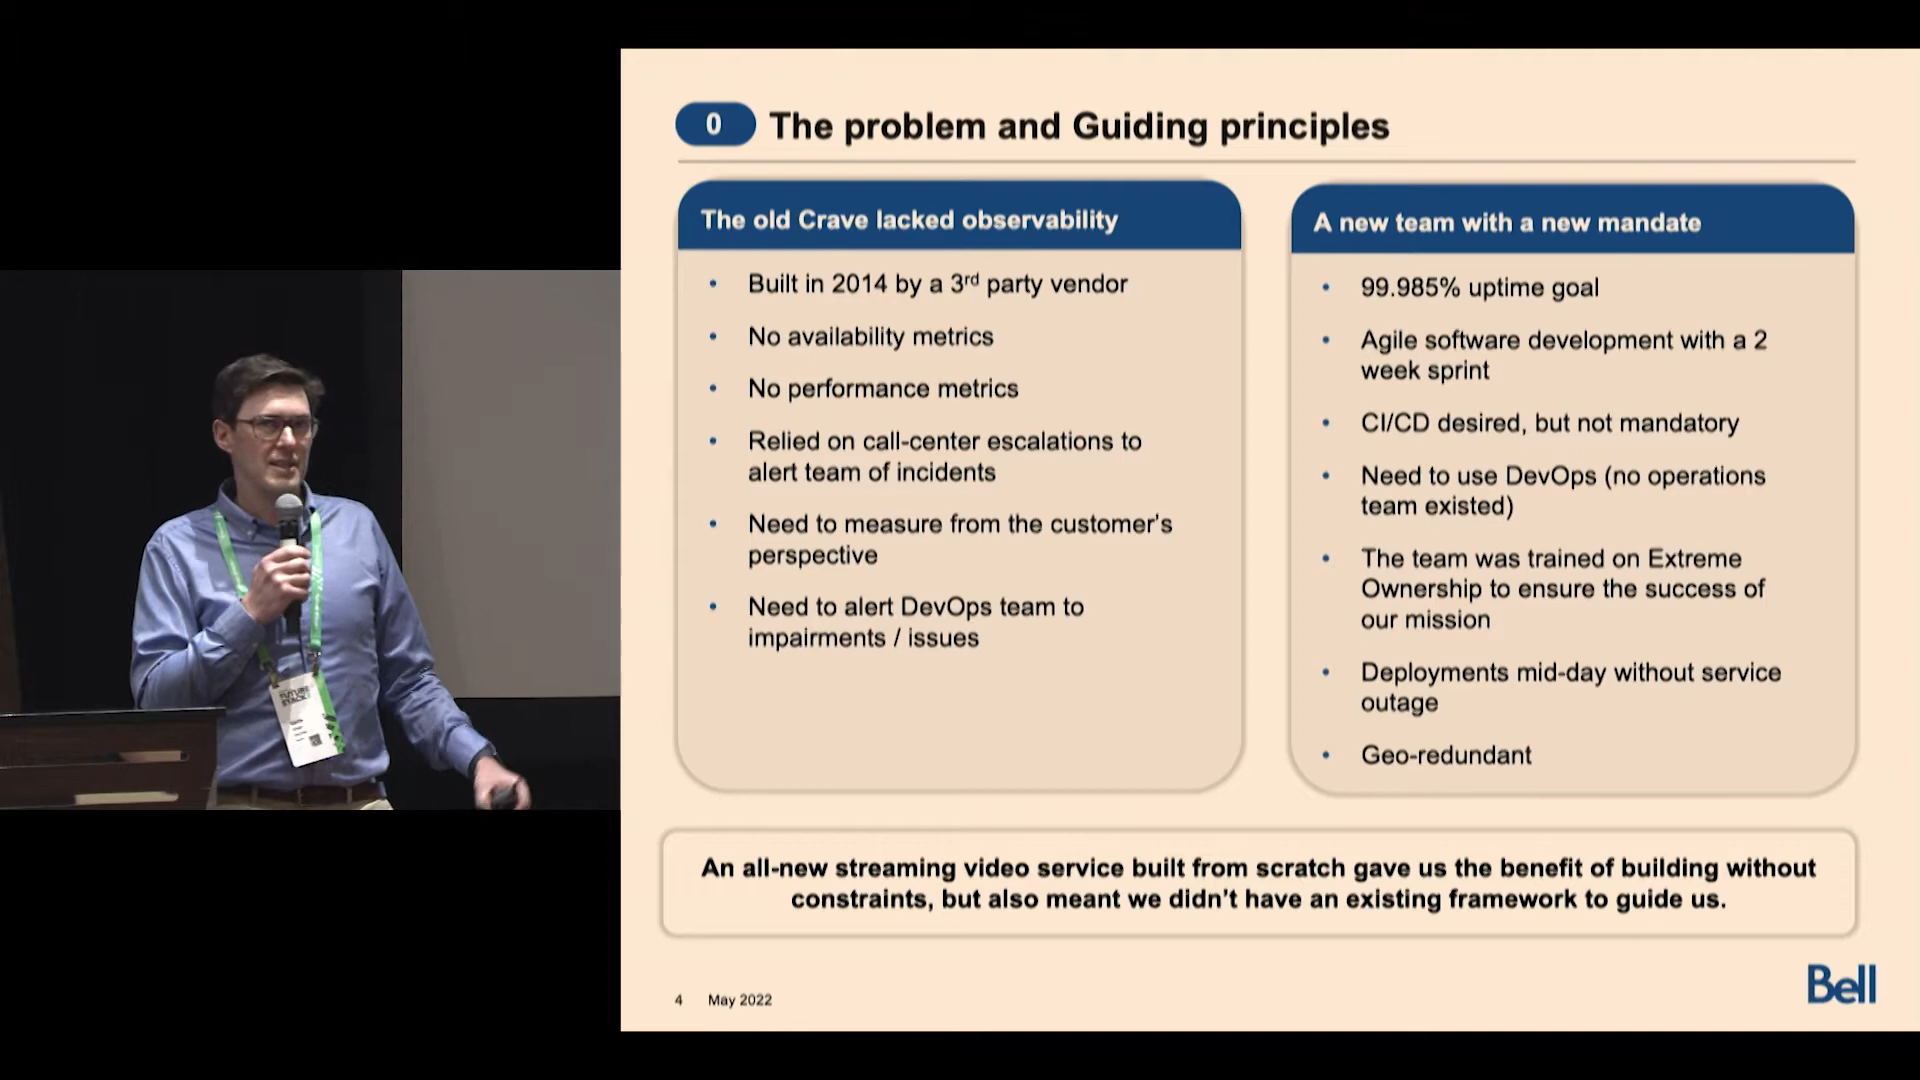 0 The problem and Guiding principles
The old Crave lacked observability
• Built in 2014 by a 3rd party vendor
• No availability metrics
• No performance metrics
• Relied on call-center escalations to
alert team of incidents
• Need to measure from the customer's
perspective
• Need to alert DevOps team to
impairments / issues
A new team with a new mandate
• 99.985% uptime goal
• Agile software development with a 2
week sprint
• CI/CD desired, but not mandatory
• Need to use DevOps (no operations
team existed)
• The team was trained on Extreme
Ownership to ensure the success of
our mission
• Deployments mid-day without service
outage
• Geo-redundant
An all-new streaming video service built from scratch gave us the benefit of building without
constraints, but also meant we didn't have an existing framework to guide us.
4 May 2022
Bell
FUTURE
STACK